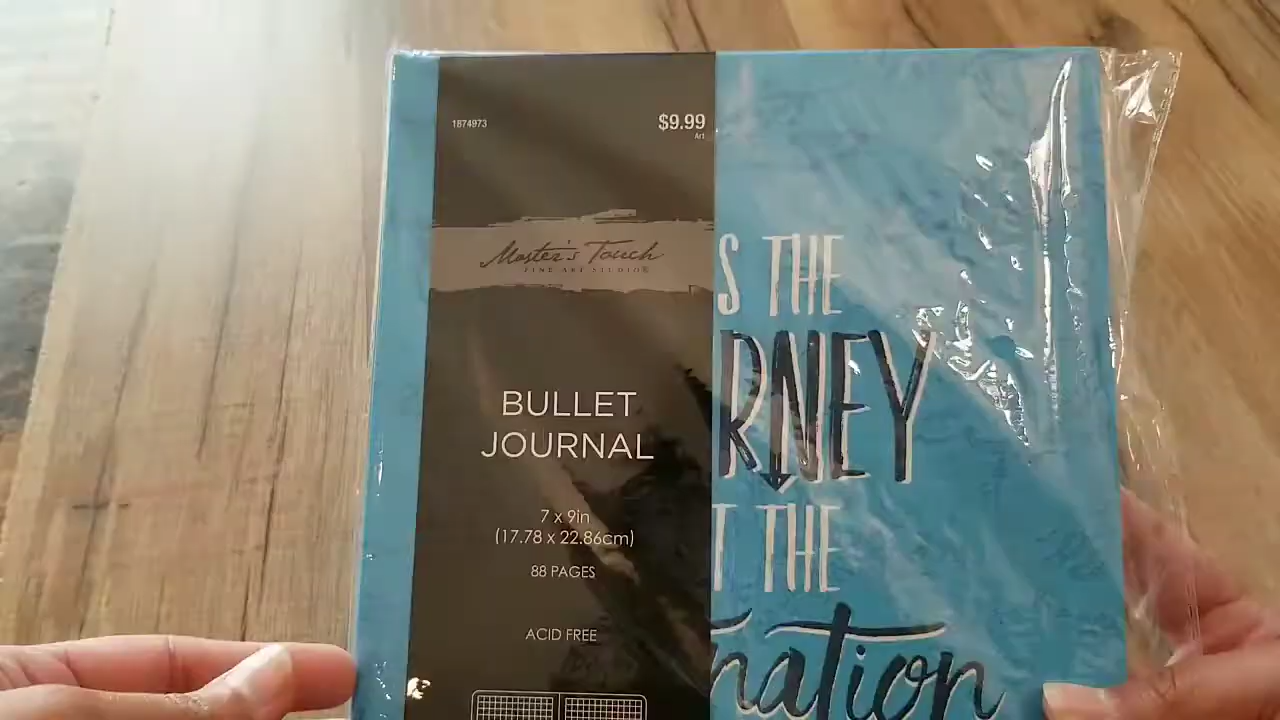 1874973
$9.99
Art
Master's Touch
FINE ART STUDIO®
BULLET
JOURNAL
7 x 9in
(17.78 x 22.86cm)
88 PAGES
ACID FREE
S THE
RNEY
T THE
nation